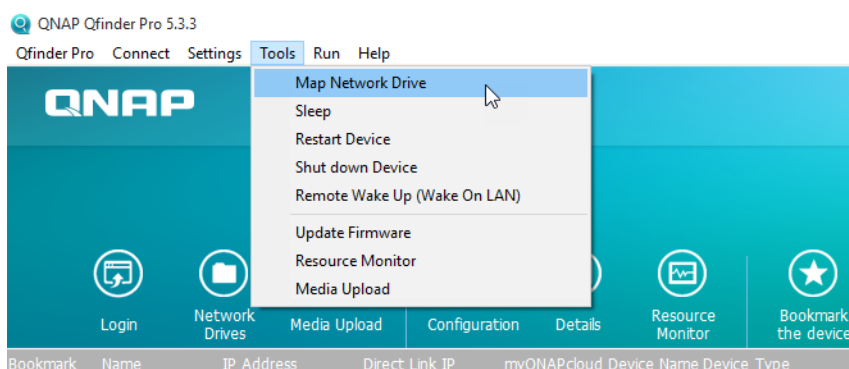 QNAP Qfinder Pro 5.3.3
Qfinder Pro Connect Settings Tools Run Help
QNAP
Map Network Drive
Sleep
Restart Device
Shut down Device
Remote Wake Up (Wake On LAN)
Update Firmware
Resource Monitor
Media Upload
Login
Network
Drives
Media Upload
Configuration
Details
Resource
Monitor
Bookmark
the device
Bookmark Name IP Address Direct Link IP myQNAPcloud Device Name Device Type